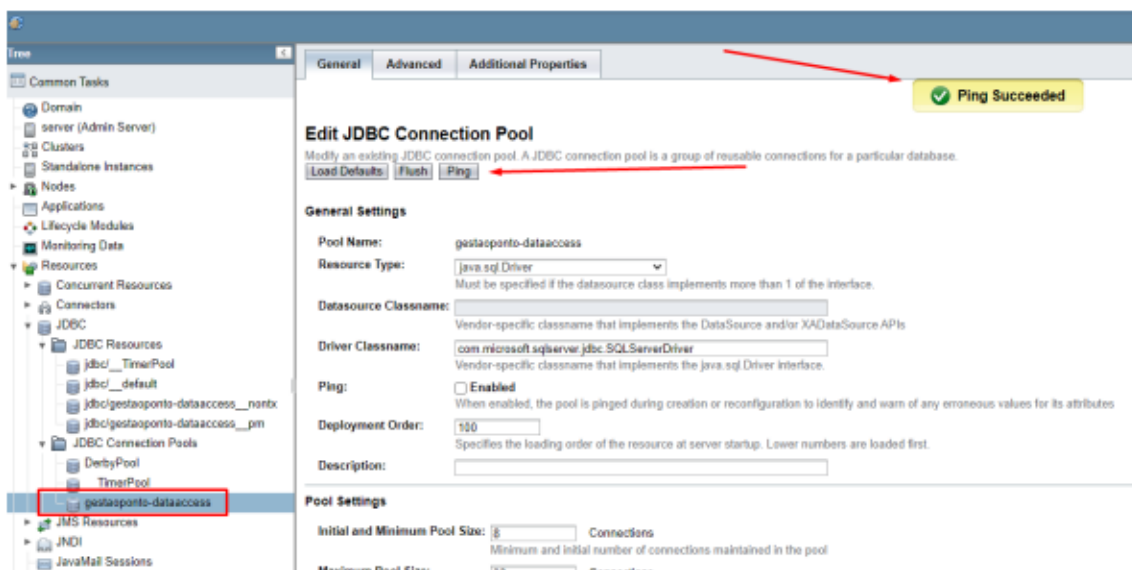 Tree
Common Tasks
Domain
server (Admin Server)
Clusters
Standalone Instances
Nodes
Applications
Lifecycle Modules
Monitoring Data
Resources
Concurrent Resources
Connectors
JDBC
JDBC Resources
jdbc/__TimerPool
jdbc/__default
jdbc/gestaoponto-dataaccess__nontx
jdbc/gestaoponto-dataaccess__pm
JDBC Connection Pools
DerbyPool
__TimerPool
gestaoponto-dataaccess
JMS Resources
JNDI
JavaMail Sessions
General Advanced Additional Properties
Ping Succeeded
Edit JDBC Connection Pool
Modify an existing JDBC connection pool. A JDBC connection pool is a group of reusable connections for a particular database.
Load Defaults Flush Ping
General Settings
Pool Name: gestaoponto-dataaccess
Resource Type: java.sql.Driver
Must be specified if the datasource class implements more than 1 of the interface.
Datasource Classname:
Vendor-specific classname that implements the DataSource and/or XADataSource APIs
Driver Classname: com.microsoft.sqlserver.jdbc.SQLServerDriver
Vendor-specific classname that implements the java.sql.Driver interface.
Ping: Enabled
When enabled, the pool is pinged during creation or reconfiguration to identify and warn of any erroneous values for its attributes
Deployment Order: 100
Specifies the loading order of the resource at server startup. Lower numbers are loaded first.
Description:
Pool Settings
Initial and Minimum Pool Size: 8 Connections
Minimum and initial number of connections maintained in the pool
Maximum Pool Size: Connections